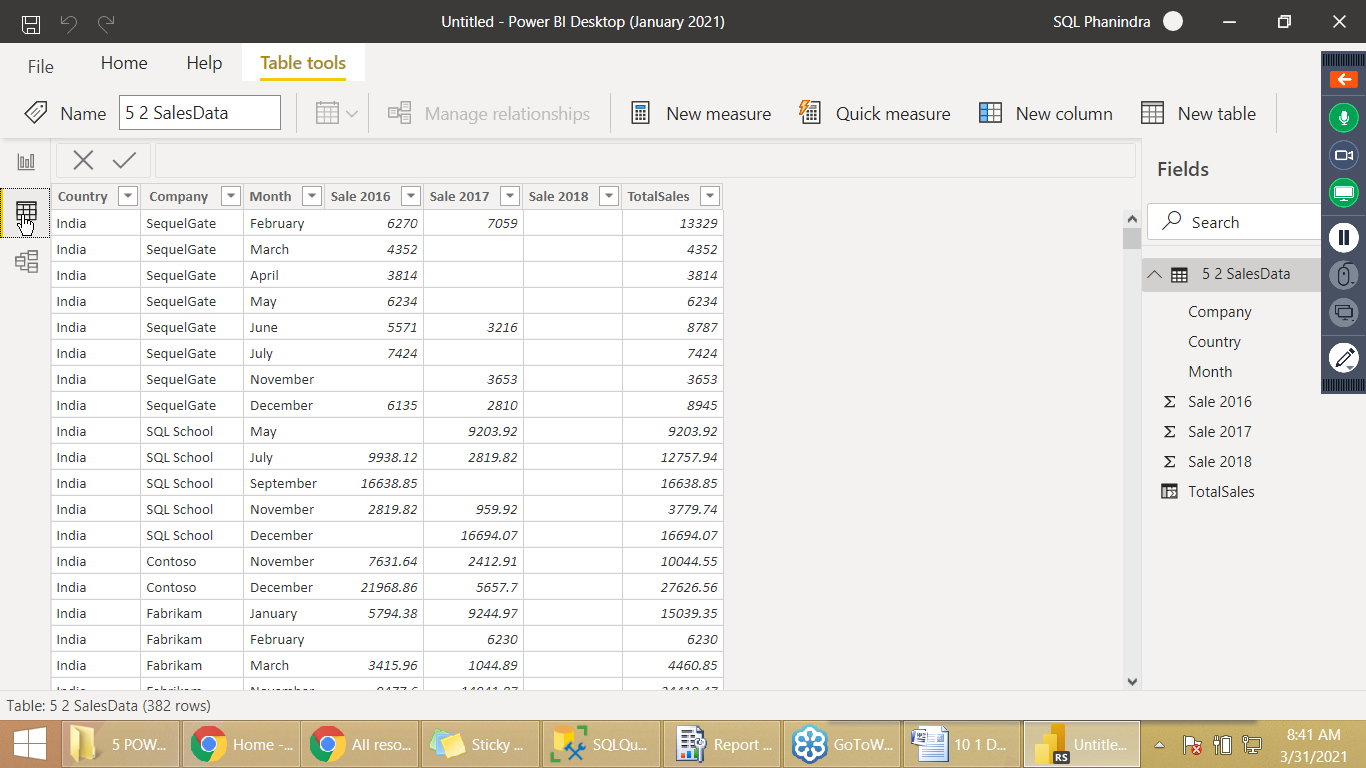 Untitled - Power BI Desktop (January 2021) SQL Phanindra
File Home Help Table tools
Name 5 2 SalesData Manage relationships New measure Quick measure New column New table
Country Company Month Sale 2016 Sale 2017 Sale 2018 TotalSales
India SequelGate February 6270 7059 13329
India SequelGate March 4352 4352
India SequelGate April 3814 3814
India SequelGate May 6234 6234
India SequelGate June 5571 3216 8787
India SequelGate July 7424 7424
India SequelGate November 3653 3653
India SequelGate December 6135 2810 8945
India SQL School May 9203.92 9203.92
India SQL School July 9938.12 2819.82 12757.94
India SQL School September 16638.85 16638.85
India SQL School November 2819.82 959.92 3779.74
India SQL School December 16694.07 16694.07
India Contoso November 7631.64 2412.91 10044.55
India Contoso December 21968.86 5657.7 27626.56
India Fabrikam January 5794.38 9244.97 15039.35
India Fabrikam February 6230 6230
India Fabrikam March 3415.96 1044.89 4460.85
Fields
Search
5 2 SalesData
Company
Country
Month
Σ Sale 2016
Σ Sale 2017
Σ Sale 2018
TotalSales
Table: 5 2 SalesData (382 rows)
5 POW... Home -... All reso... Sticky ... SQLQu... Report ... GoToW... 10 1 D... RS Untitle... 8:41 AM
3/31/2021